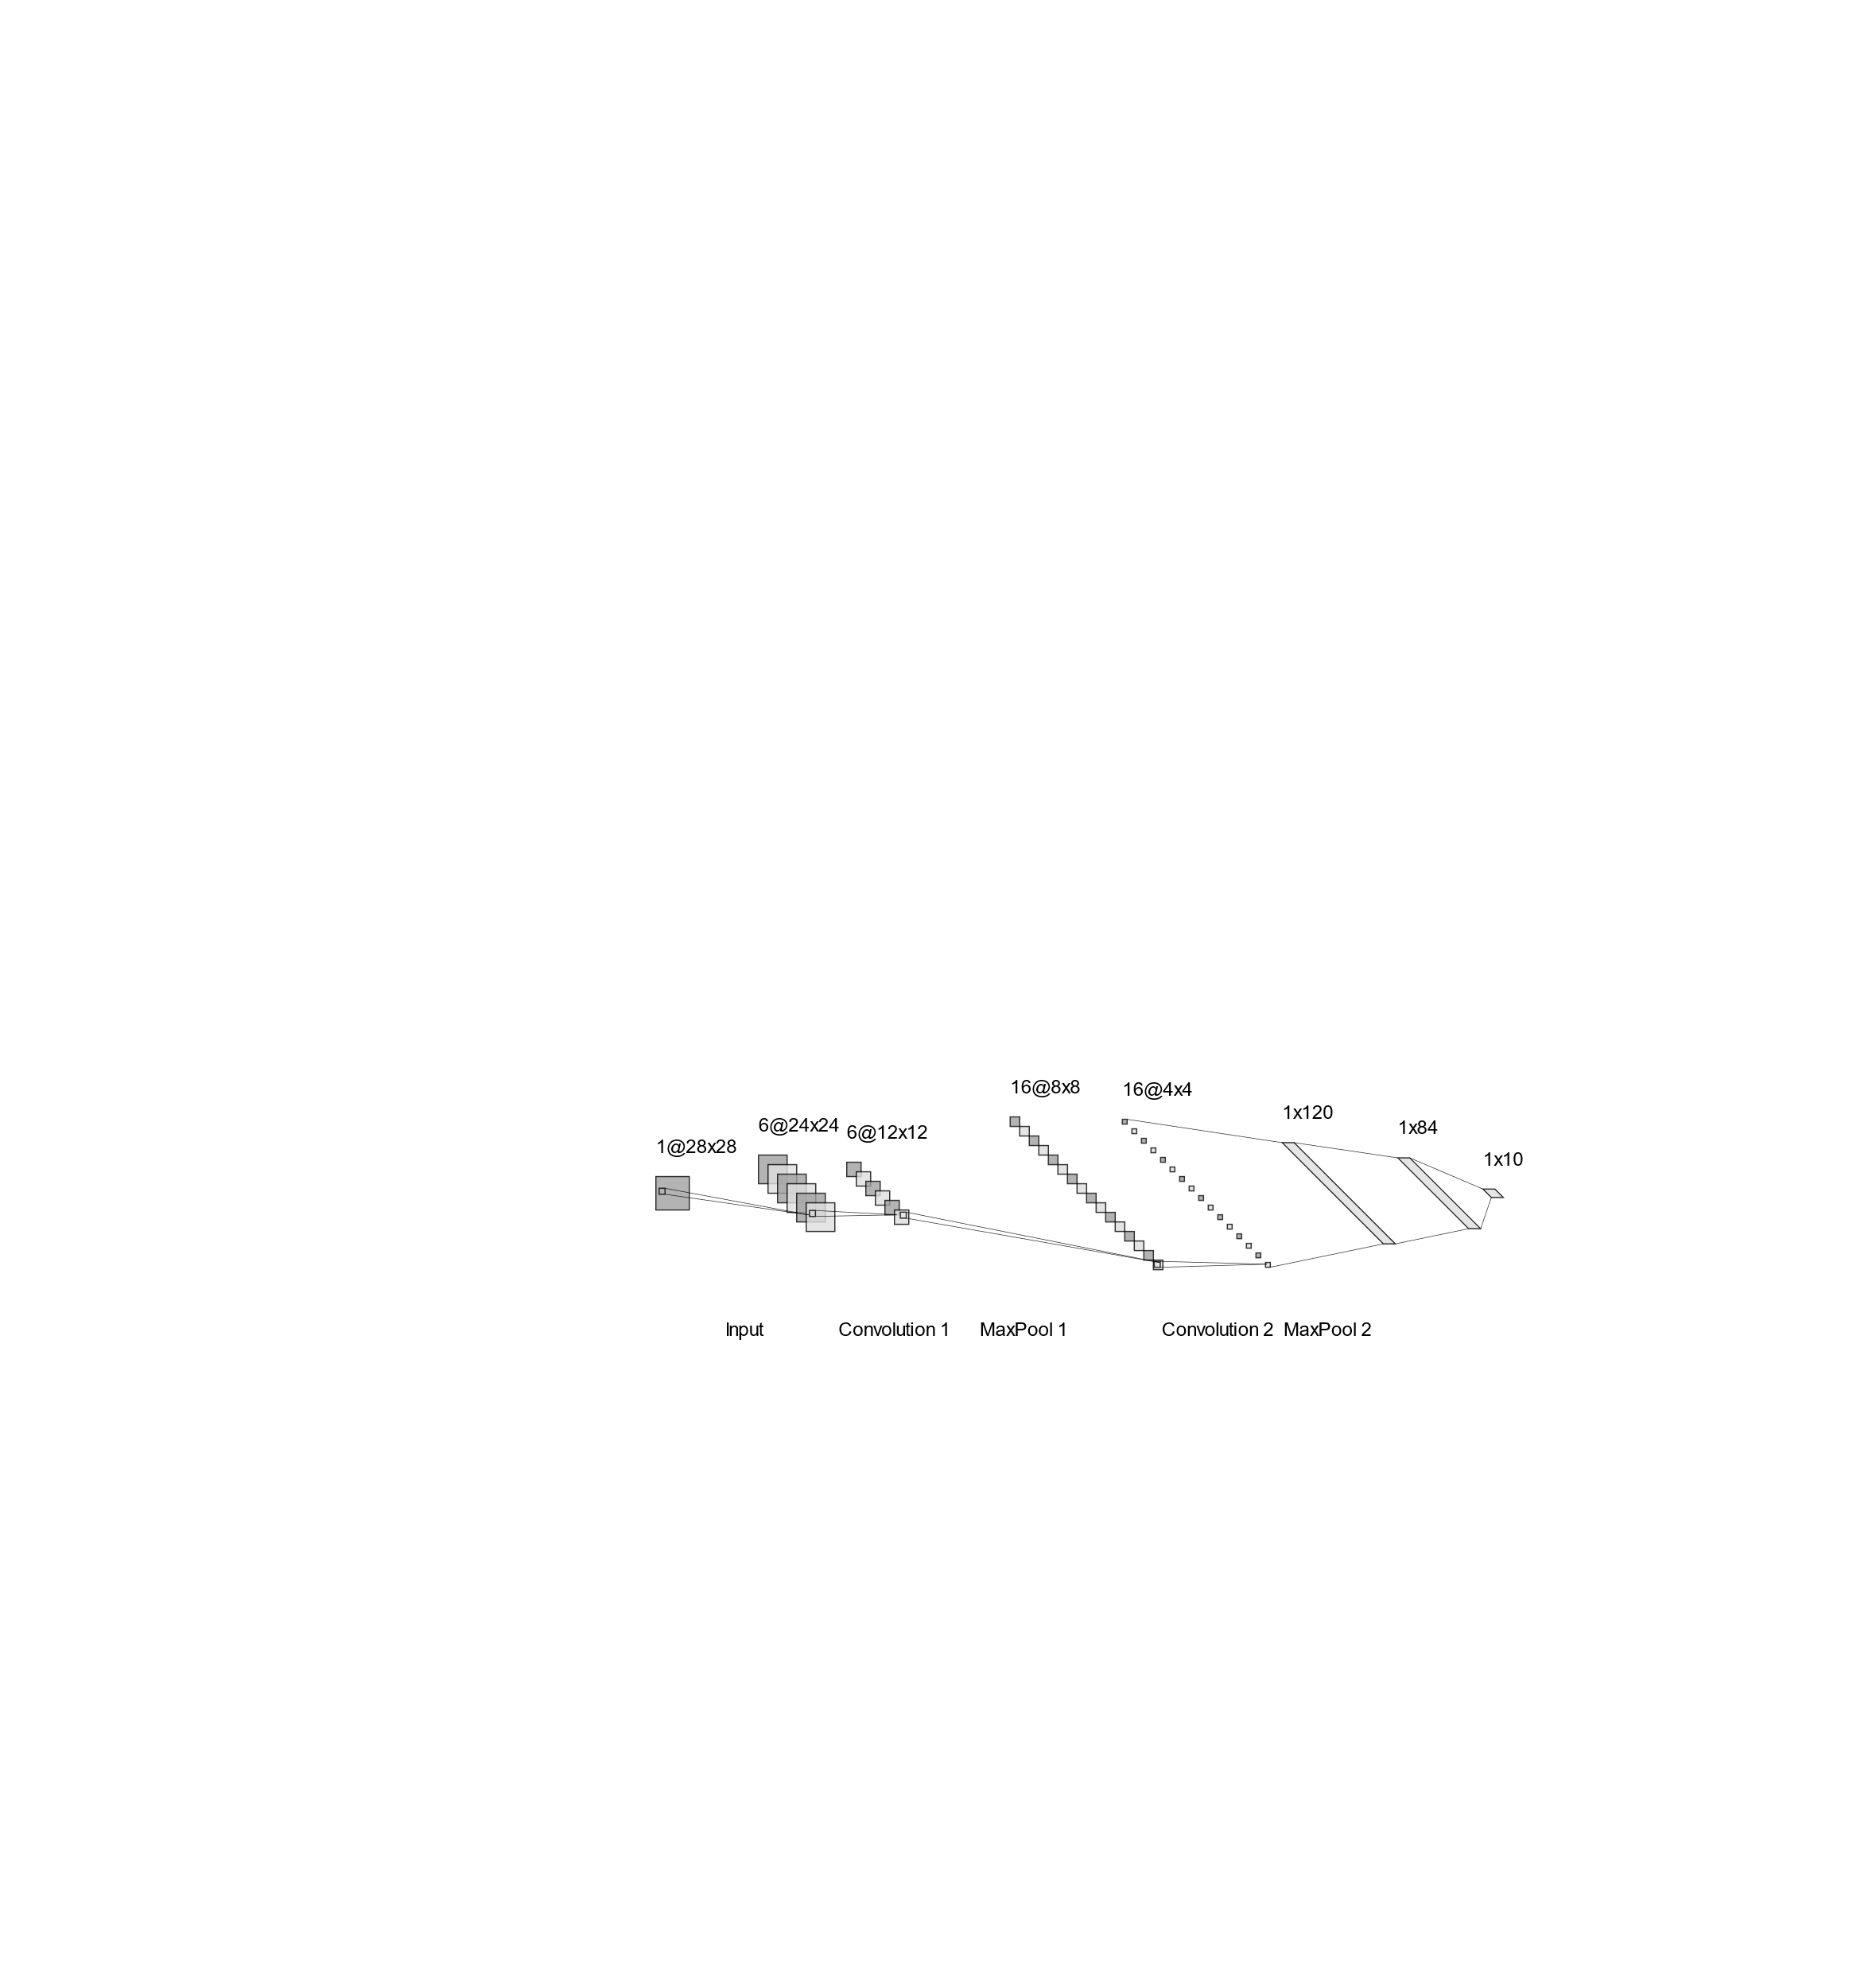 16@8x8
16@4x4
1x120
1x84
6@24x24
6@12x12
1@28x28
1x10
Input
Convolution 1
MaxPool 1
Convolution 2
MaxPool 2